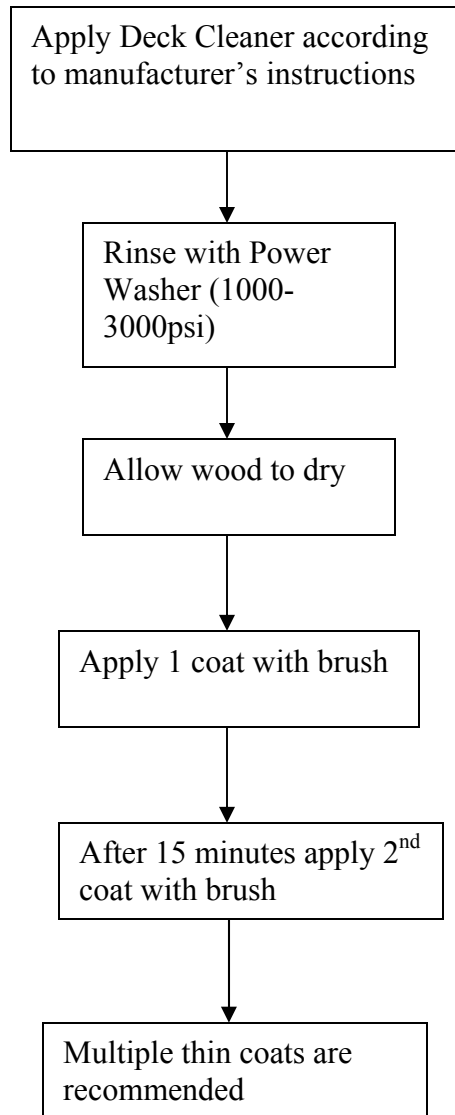 Apply Deck Cleaner according
to manufacturer’s instructions
Rinse with Power
Washer (1000-
3000psi)
Allow wood to dry
Apply 1 coat with brush
After 15 minutes apply 2nd
coat with brush
Multiple thin coats are
recommended